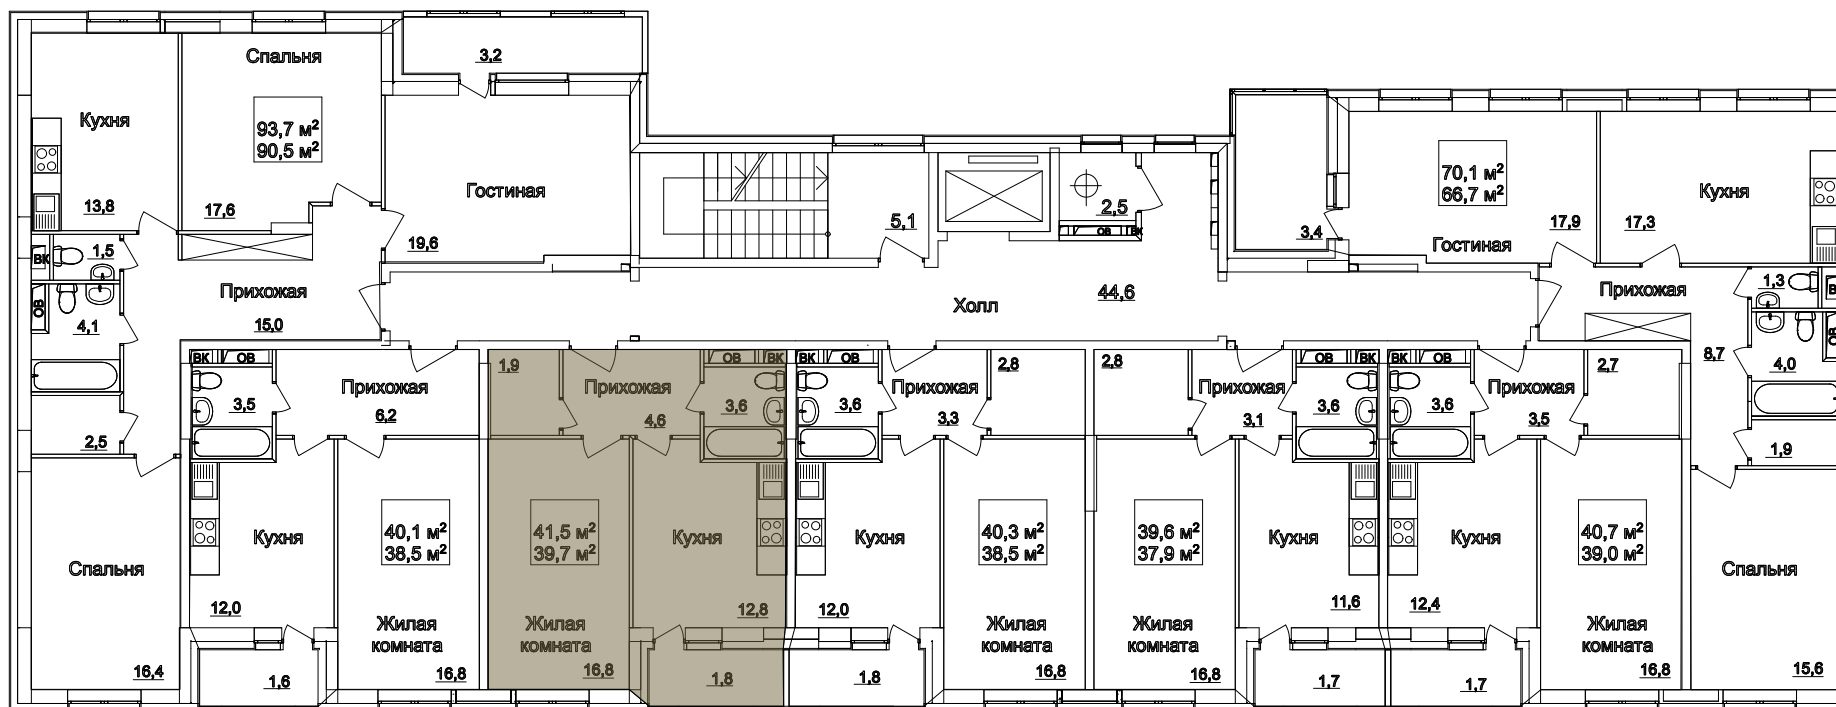 3,2
Спальня
Кухня
93,7 м²
90,5 м²
13,8
17,6
Гостиная
19,6
5,1
2,5
ОВ
ВК
3,4
70,1 м²
66,7 м²
17,9
Гостиная
Кухня
17,3
ВК
1,5
ОВ
4,1
Прихожая
15,0
2,5
Холл
44,6
Прихожая
8,7
1,3
В
ОВ
4,0
1,9
ВК
ОВ
3,5
Прихожая
6,2
1,9
Прихожая
4,6
ОВ
ВК
3,6
ВК
ОВ
3,6
Прихожая
3,3
2,8
2,8
Прихожая
3,1
ОВ
ВК
3,6
ВК
ОВ
3,6
Прихожая
3,5
2,7
Спальня
16,4
Кухня
12,0
1,6
40,1 м²
38,5 м²
Жилая
комната
16,8
41,5 м²
39,7 м²
Жилая
комната
16,8
Кухня
12,8
1,8
Кухня
12,0
1,8
40,3 м²
38,5 м²
Жилая
комната
16,8
39,6 м²
37,9 м²
Жилая
комната
16,8
Кухня
11,6
1,7
Кухня
12,4
1,7
40,7 м²
39,0 м²
Жилая
комната
16,8
Спальня
15,6